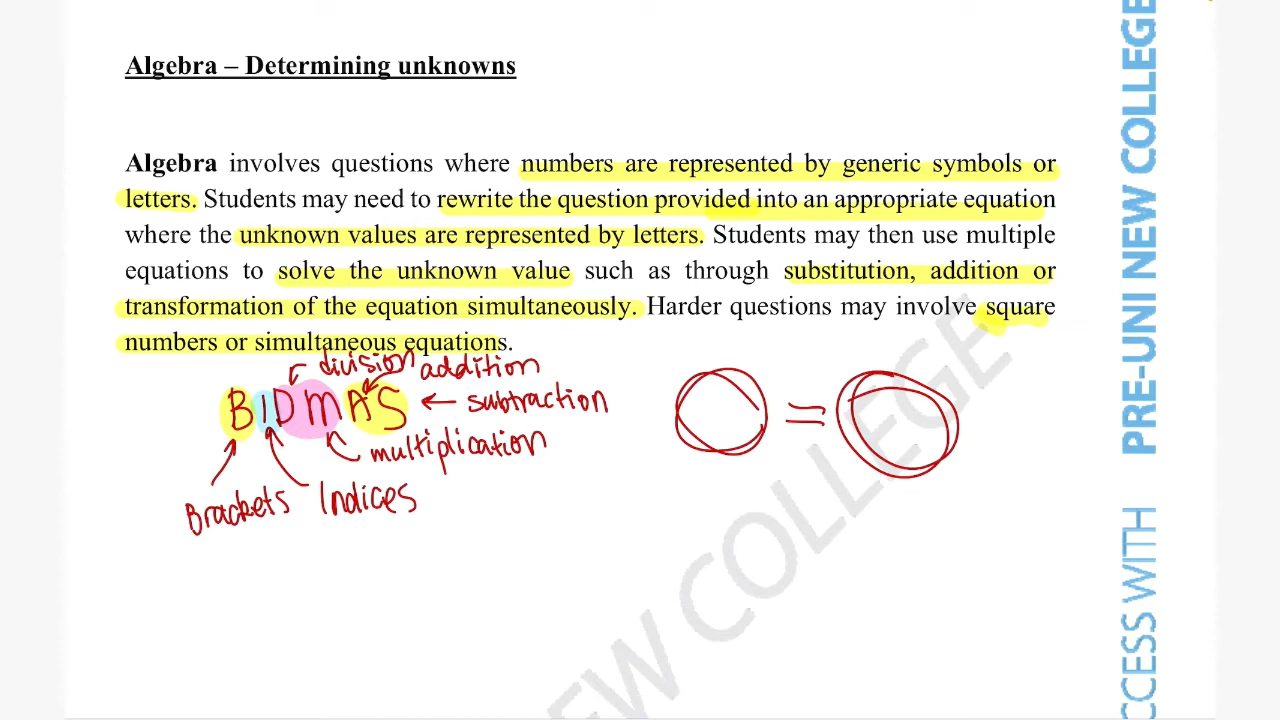 Algebra – Determining unknowns
Algebra involves questions where numbers are represented by generic symbols or
letters. Students may need to rewrite the question provided into an appropriate equation
where the unknown values are represented by letters. Students may then use multiple
equations to solve the unknown value such as through substitution, addition or
transformation of the equation simultaneously. Harder questions may involve square
numbers or simultaneous equations.
division addition
BIDMAS ← subtraction
multiplication
Brackets Indices
=
NEW COLLEGE
CCESS WITH PRE-UNI NEW COLLEGE